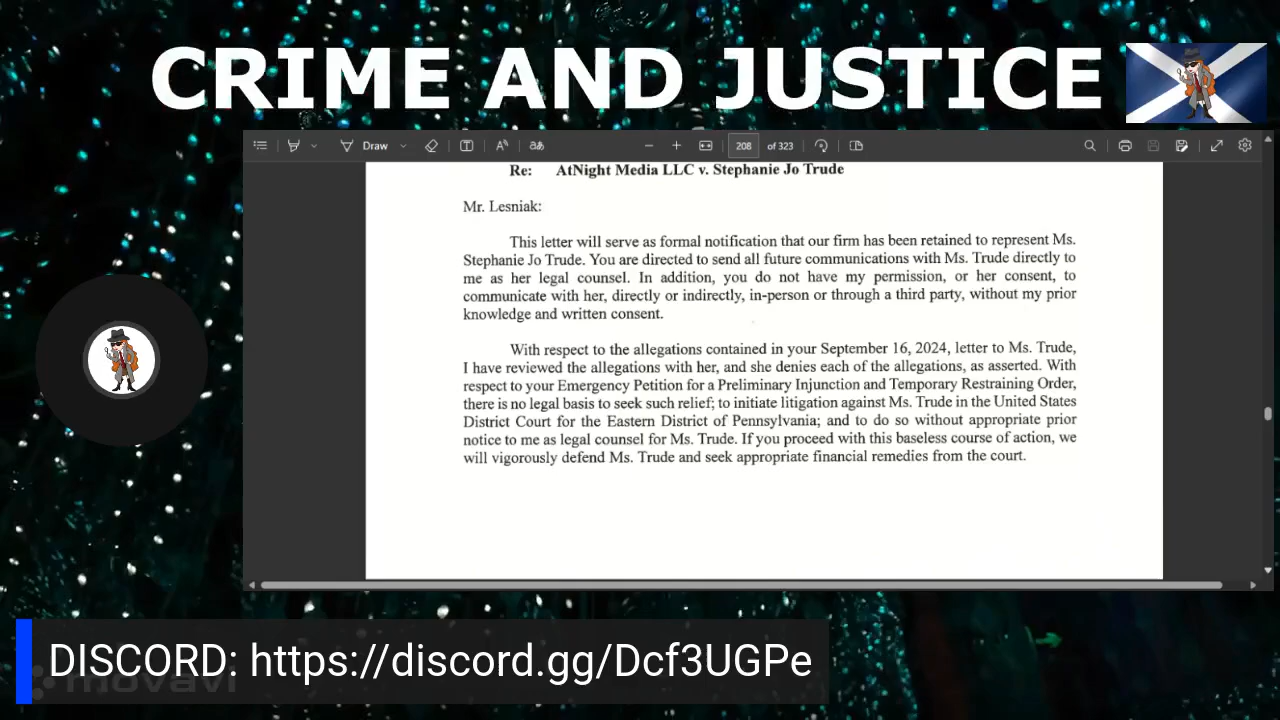 CRIME AND JUSTICE
Draw
208 of 323
Re: AtNight Media LLC v. Stephanie Jo Trude
Mr. Lesniak:
This letter will serve as formal notification that our firm has been retained to represent Ms.
Stephanie Jo Trude. You are directed to send all future communications with Ms. Trude directly to
me as her legal counsel. In addition, you do not have my permission, or her consent, to
communicate with her, directly or indirectly, in-person or through a third party, without my prior
knowledge and written consent.
With respect to the allegations contained in your September 16, 2024, letter to Ms. Trude,
I have reviewed the allegations with her, and she denies each of the allegations, as asserted. With
respect to your Emergency Petition for a Preliminary Injunction and Temporary Restraining Order,
there is no legal basis to seek such relief; to initiate litigation against Ms. Trude in the United States
District Court for the Eastern District of Pennsylvania; and to do so without appropriate prior
notice to me as legal counsel for Ms. Trude. If you proceed with this baseless course of action, we
will vigorously defend Ms. Trude and seek appropriate financial remedies from the court.
DISCORD: https://discord.gg/Dcf3UGPe
movavi